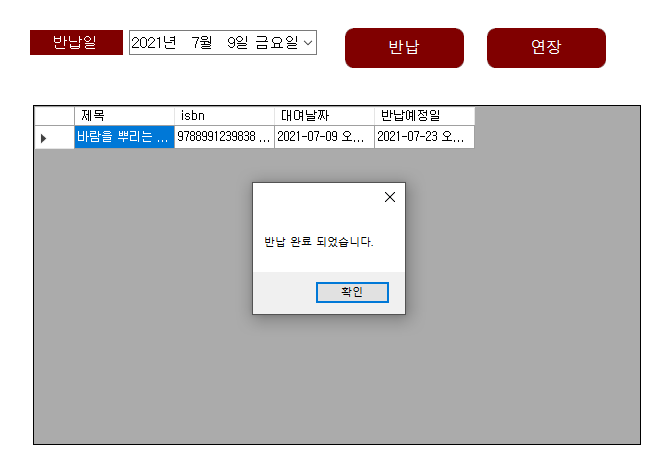 반납일 2021년 7월 9일 금요일 반납 연장
제목 isbn 대여날짜 반납예정일
바람을 뿌리는 ... 9788991239838 ... 2021-07-09 오... 2021-07-23 오...
반납 완료 되었습니다.
확인